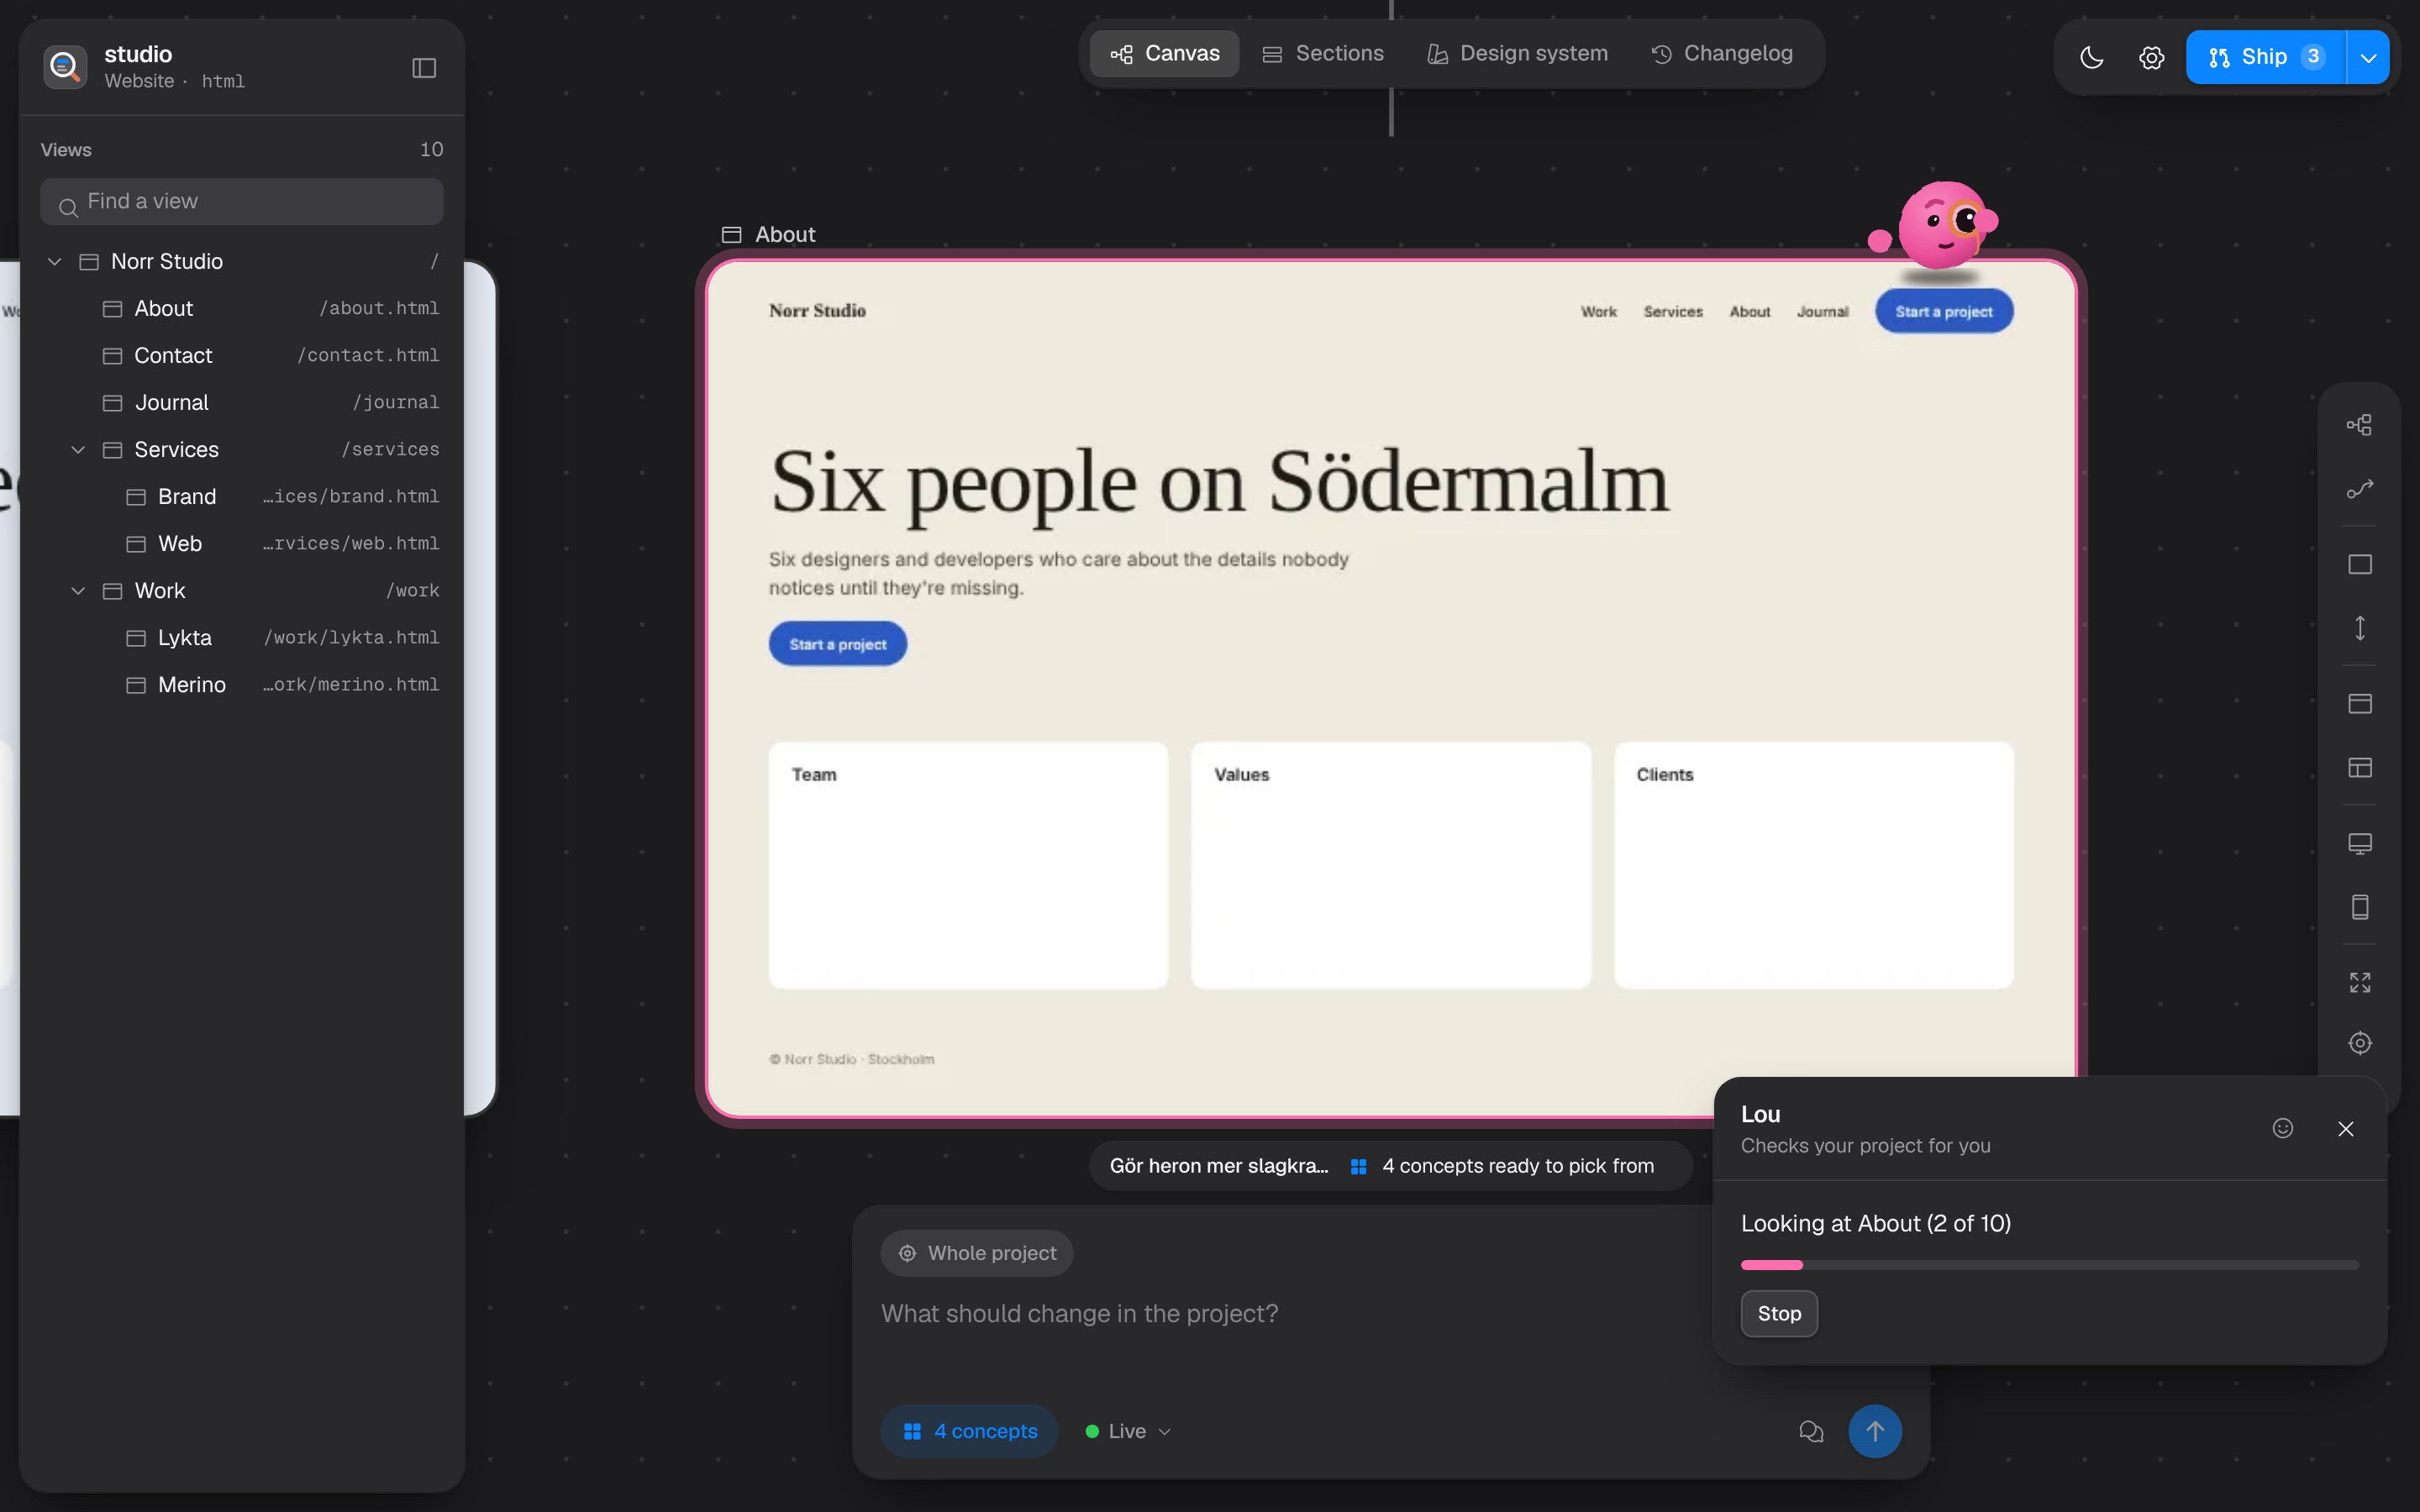 studio
Website · html
Canvas
Sections
Design system
Changelog
Ship 3
Views 10
Find a view
Norr Studio /
About /about.html
Contact /contact.html
Journal /journal
Services /services
Brand …ices/brand.html
Web …rvices/web.html
Work /work
Lykta /work/lykta.html
Merino …ork/merino.html
About
Norr Studio
Work Services About Journal Start a project
Six people on Södermalm
Six designers and developers who care about the details nobody
notices until they're missing.
Start a project
Team
Values
Clients
© Norr Studio · Stockholm
Gör heron mer slagkra… 4 concepts ready to pick from
Whole project
What should change in the project?
4 concepts
Live
Lou
Checks your project for you
Looking at About (2 of 10)
Stop